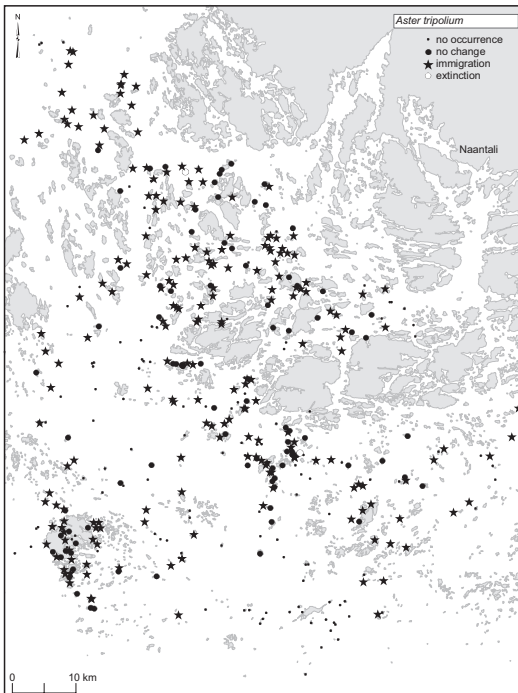 N
Aster tripolium
no occurrence
no change
immigration
extinction
Naantali
0 10 km